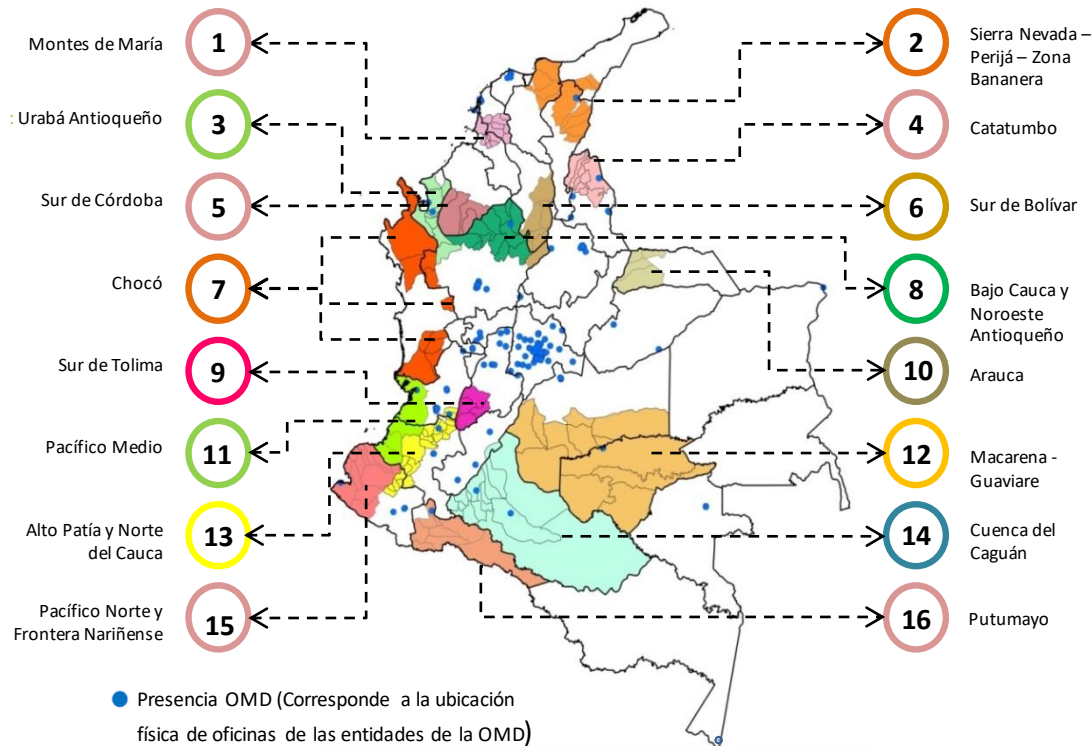 Montes de María
1
2
Sierra Nevada –
Perijá – Zona
Bananera
: Urabá Antioqueño
3
4
Catatumbo
Sur de Córdoba
5
6
Sur de Bolívar
Chocó
7
8
Bajo Cauca y
Noroeste
Antioqueño
Sur de Tolima
9
10
Arauca
Pacífico Medio
11
12
Macarena -
Guaviare
Alto Patía y Norte
del Cauca
13
14
Cuenca del
Caguán
Pacífico Norte y
Frontera Nariñense
15
16
Putumayo
Presencia OMD (Corresponde a la ubicación
física de oficinas de las entidades de la OMD)